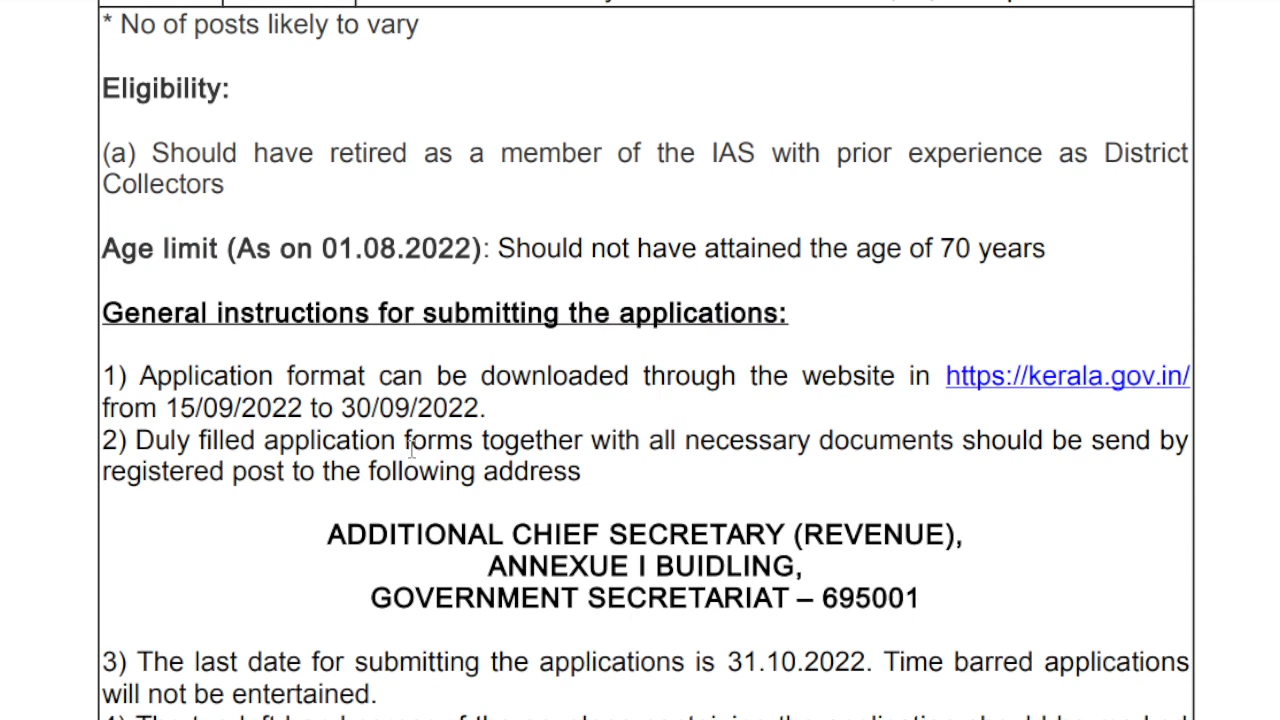 * No of posts likely to vary
Eligibility:
(a) Should have retired as a member of the IAS with prior experience as District
Collectors
Age limit (As on 01.08.2022): Should not have attained the age of 70 years
General instructions for submitting the applications:
1) Application format can be downloaded through the website in https://kerala.gov.in/
from 15/09/2022 to 30/09/2022.
2) Duly filled application forms together with all necessary documents should be send by
registered post to the following address
ADDITIONAL CHIEF SECRETARY (REVENUE),
ANNEXUE I BUIDLING,
GOVERNMENT SECRETARIAT – 695001
3) The last date for submitting the applications is 31.10.2022. Time barred applications
will not be entertained.